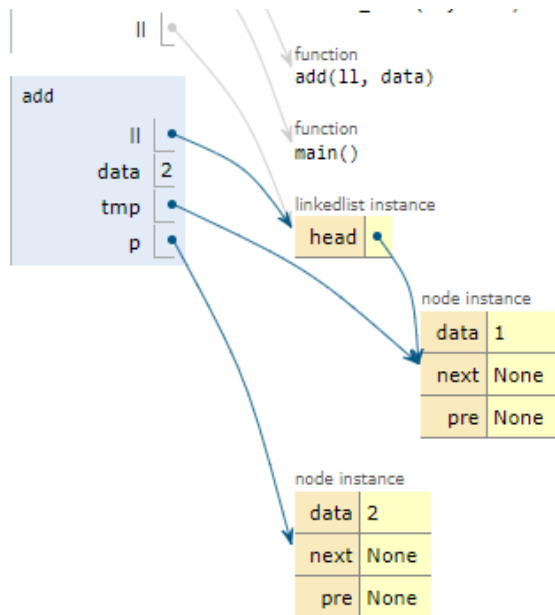 ll
function
add(ll, data)
add
ll
data 2
tmp
p
function
main()
linkedlist instance
head
node instance
data 1
next None
pre None
node instance
data 2
next None
pre None